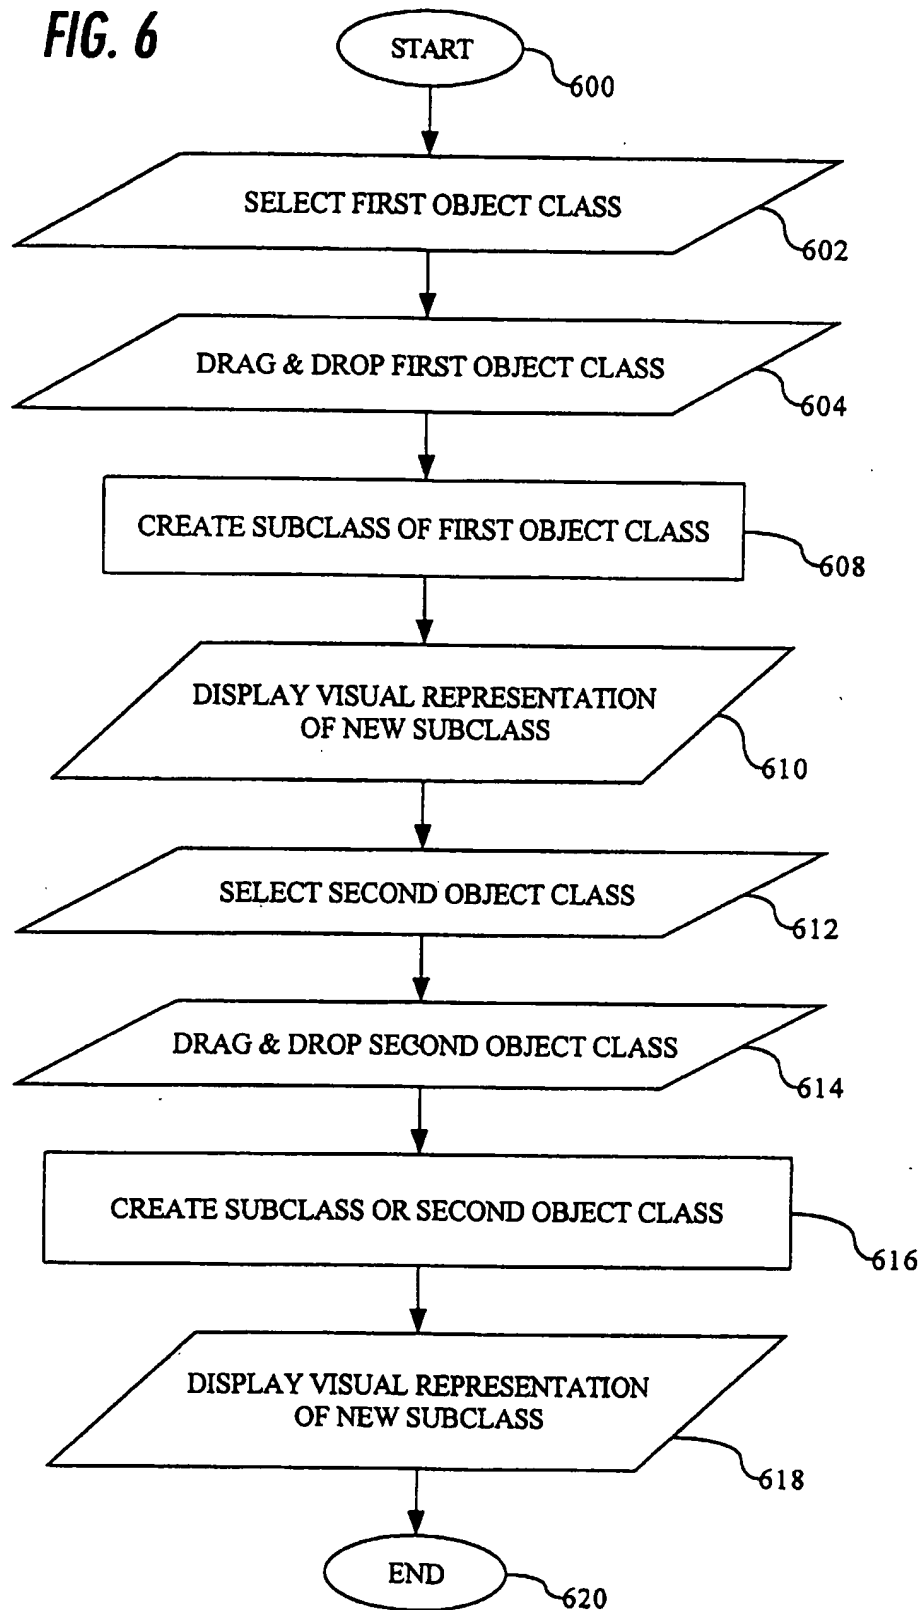 FIG. 6
START
600
SELECT FIRST OBJECT CLASS
602
DRAG & DROP FIRST OBJECT CLASS
604
CREATE SUBCLASS OF FIRST OBJECT CLASS
608
DISPLAY VISUAL REPRESENTATION
OF NEW SUBCLASS
610
SELECT SECOND OBJECT CLASS
612
DRAG & DROP SECOND OBJECT CLASS
614
CREATE SUBCLASS OR SECOND OBJECT CLASS
616
DISPLAY VISUAL REPRESENTATION
OF NEW SUBCLASS
618
END
620